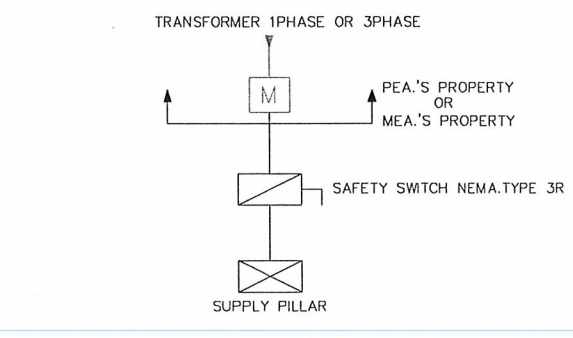 TRANSFORMER 1PHASE OR 3PHASE
M
PEA.'S PROPERTY
OR
MEA.'S PROPERTY
SAFETY SWITCH NEMA.TYPE 3R
SUPPLY PILLAR